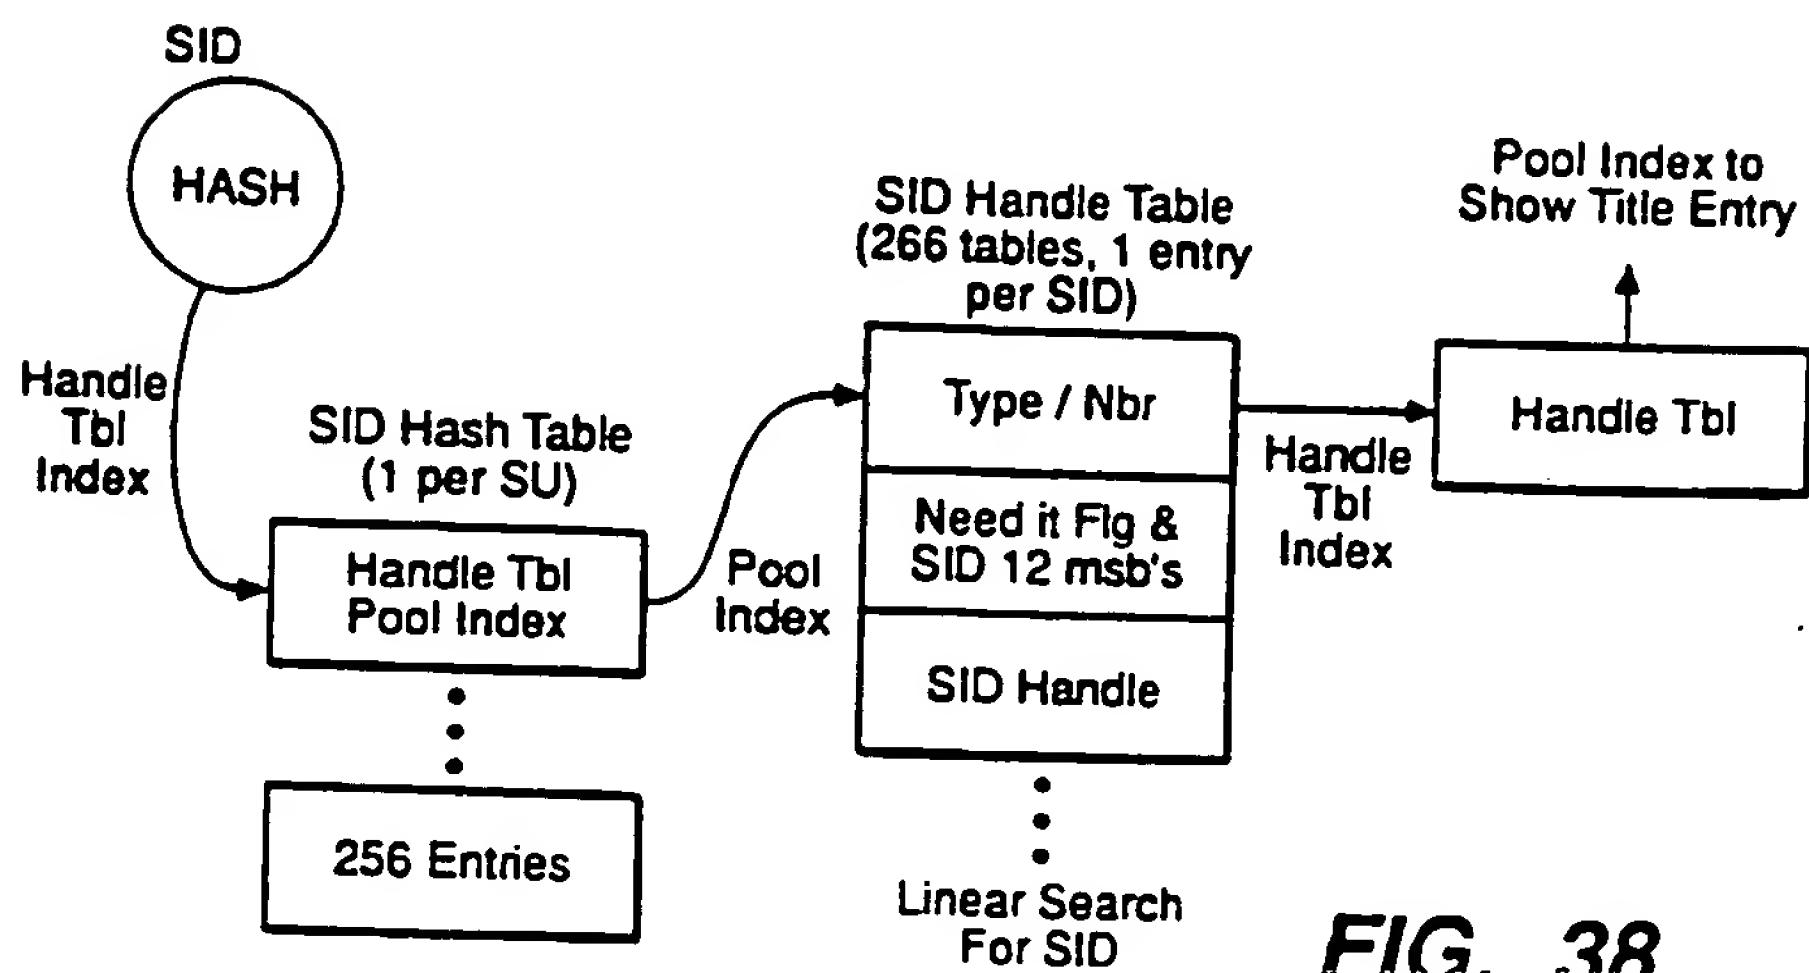 SID
HASH
Handle
Tbl
Index
SID Hash Table
(1 per SU)
Handle Tbl
Pool Index
256 Entries
Pool
Index
SID Handle Table
(266 tables, 1 entry
per SID)
Type / Nbr
Need it Flg &
SID 12 msb's
SID Handle
Linear Search
For SID
Handle
Tbl
Index
Pool Index to
Show Title Entry
Handle Tbl
FIG. 38